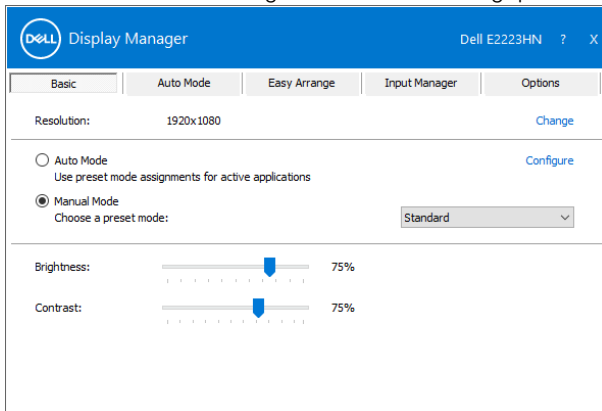 DELL Display Manager Dell E2223HN ? X
Basic Auto Mode Easy Arrange Input Manager Options
Resolution: 1920x1080 Change
Auto Mode Configure
Use preset mode assignments for active applications
Manual Mode
Choose a preset mode: Standard
Brightness: 75%
Contrast: 75%